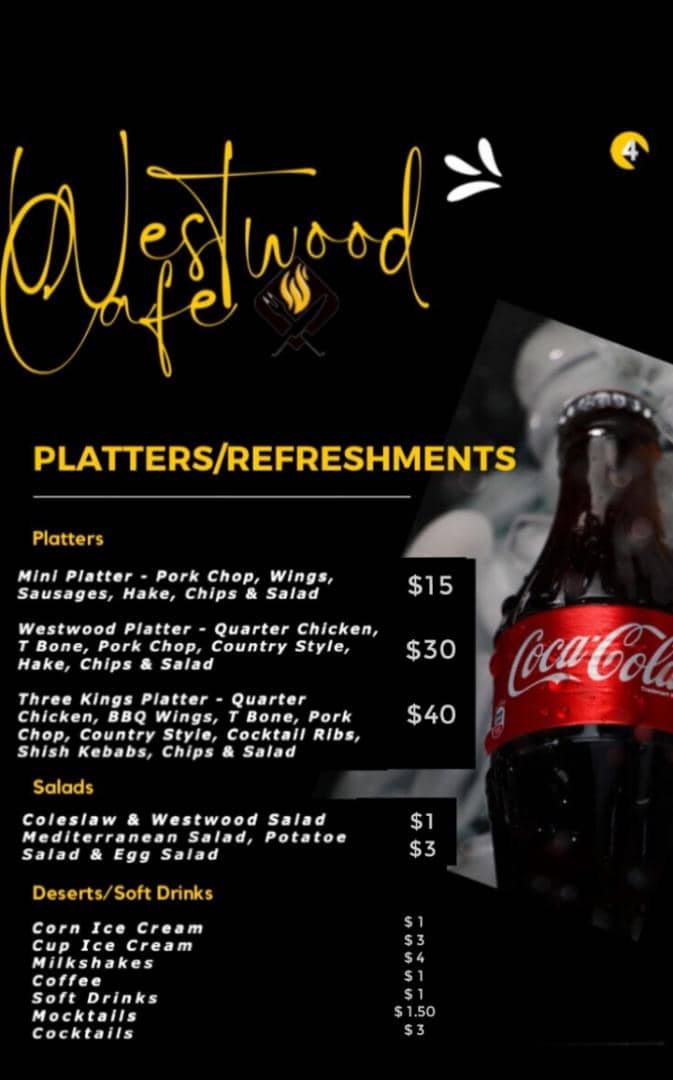 Westwood
Cafe
4
PLATTERS/REFRESHMENTS
Platters
Mini Platter - Pork Chop, Wings,
Sausages, Hake, Chips & Salad
$15
Westwood Platter - Quarter Chicken,
T Bone, Pork Chop, Country Style,
Hake, Chips & Salad
$30
Three Kings Platter - Quarter
Chicken, BBQ Wings, T Bone, Pork
Chop, Country Style, Cocktail Ribs,
Shish Kebabs, Chips & Salad
$40
Coca-Cola
Salads
Coleslaw & Westwood Salad $1
Mediterranean Salad, Potatoe
Salad & Egg Salad $3
Deserts/Soft Drinks
Corn Ice Cream $1
Cup Ice Cream $3
Milkshakes $4
Coffee $1
Soft Drinks $1
Mocktails $1.50
Cocktails $3